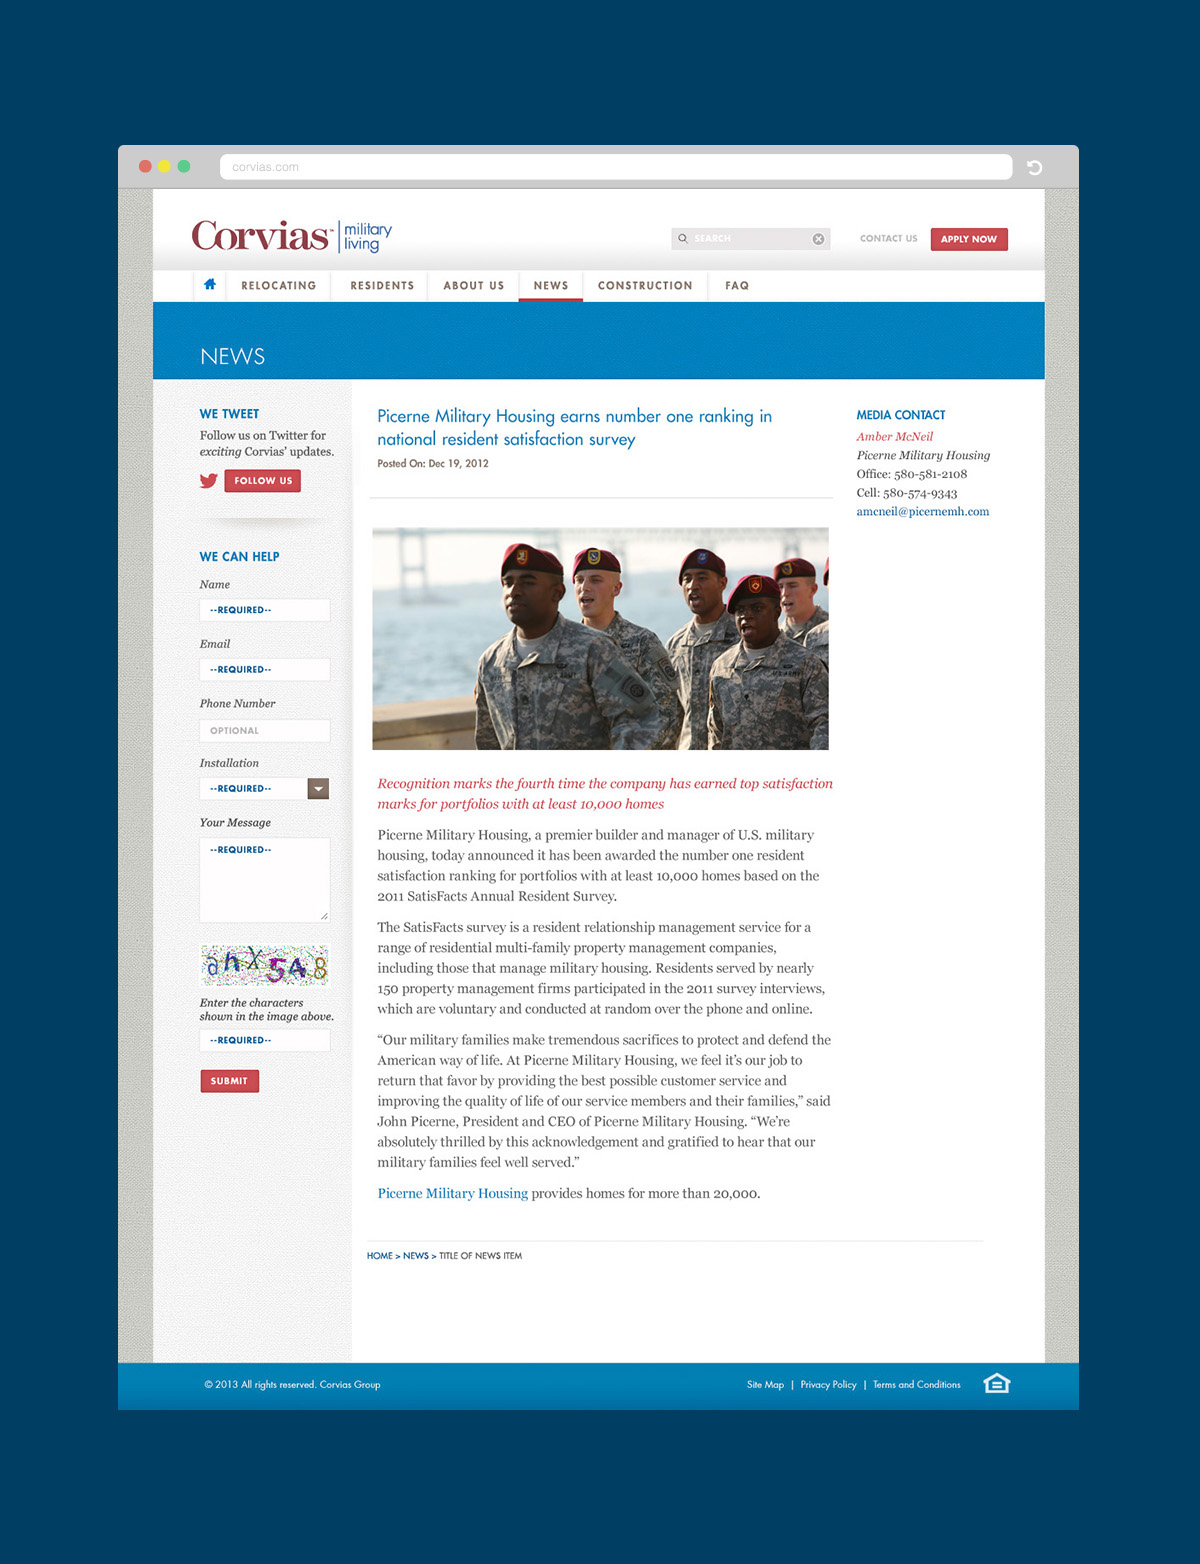 corvias.com
Corvias™ military
living
SEARCH
CONTACT US
APPLY NOW
RELOCATING
RESIDENTS
ABOUT US
NEWS
CONSTRUCTION
FAQ
NEWS
WE TWEET
Follow us on Twitter for
exciting Corvias’ updates.
FOLLOW US
WE CAN HELP
Name
--REQUIRED--
Email
--REQUIRED--
Phone Number
OPTIONAL
Installation
--REQUIRED--
Your Message
--REQUIRED--
Enter the characters
shown in the image above.
--REQUIRED--
SUBMIT
Picerne Military Housing earns number one ranking in
national resident satisfaction survey
Posted On: Dec 19, 2012
Recognition marks the fourth time the company has earned top satisfaction
marks for portfolios with at least 10,000 homes
Picerne Military Housing, a premier builder and manager of U.S. military
housing, today announced it has been awarded the number one resident
satisfaction ranking for portfolios with at least 10,000 homes based on the
2011 SatisFacts Annual Resident Survey.
The SatisFacts survey is a resident relationship management service for a
range of residential multi-family property management companies,
including those that manage military housing. Residents served by nearly
150 property management firms participated in the 2011 survey interviews,
which are voluntary and conducted at random over the phone and online.
“Our military families make tremendous sacrifices to protect and defend the
American way of life. At Picerne Military Housing, we feel it’s our job to
return that favor by providing the best possible customer service and
improving the quality of life of our service members and their families,” said
John Picerne, President and CEO of Picerne Military Housing. “We’re
absolutely thrilled by this acknowledgement and gratified to hear that our
military families feel well served.”
Picerne Military Housing provides homes for more than 20,000.
HOME > NEWS > TITLE OF NEWS ITEM
MEDIA CONTACT
Amber McNeil
Picerne Military Housing
Office: 580-581-2108
Cell: 580-574-9343
amcneil@picernemh.com
© 2013 All rights reserved. Corvias Group
Site Map | Privacy Policy | Terms and Conditions